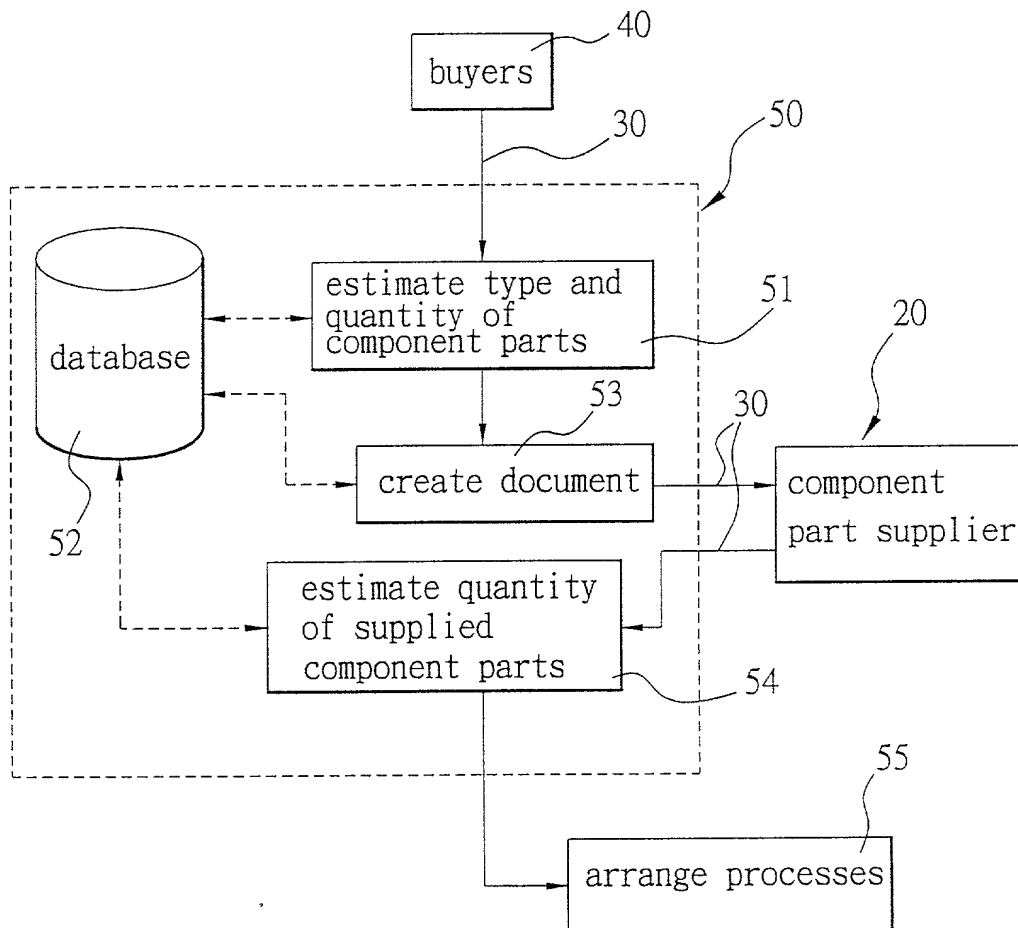 40
buyers
30
50
estimate type and
quantity of
component parts
51
database
20
53
30
create document
component
part supplier
52
estimate quantity
of supplied
component parts
54
55
arrange processes